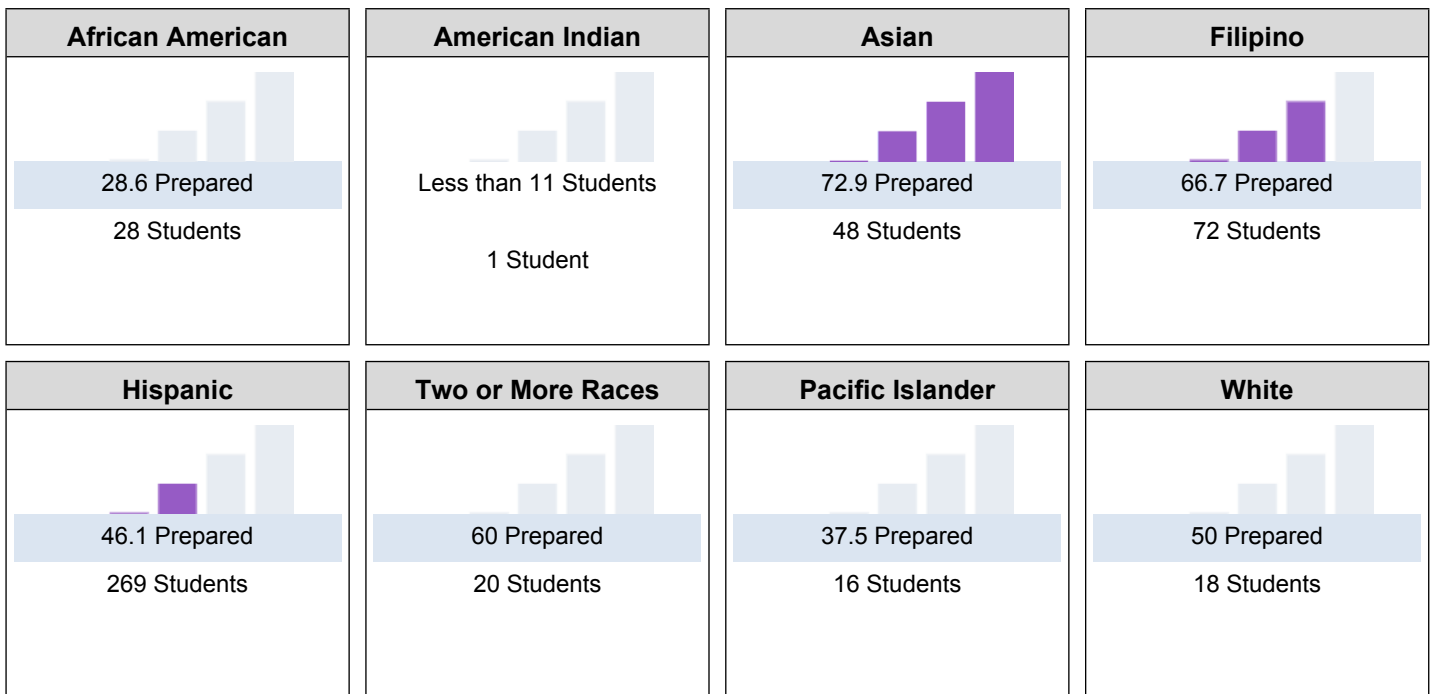 African American
28.6 Prepared
28 Students
American Indian
Less than 11 Students
1 Student
Asian
72.9 Prepared
48 Students
Filipino
66.7 Prepared
72 Students
Hispanic
46.1 Prepared
269 Students
Two or More Races
60 Prepared
20 Students
Pacific Islander
37.5 Prepared
16 Students
White
50 Prepared
18 Students